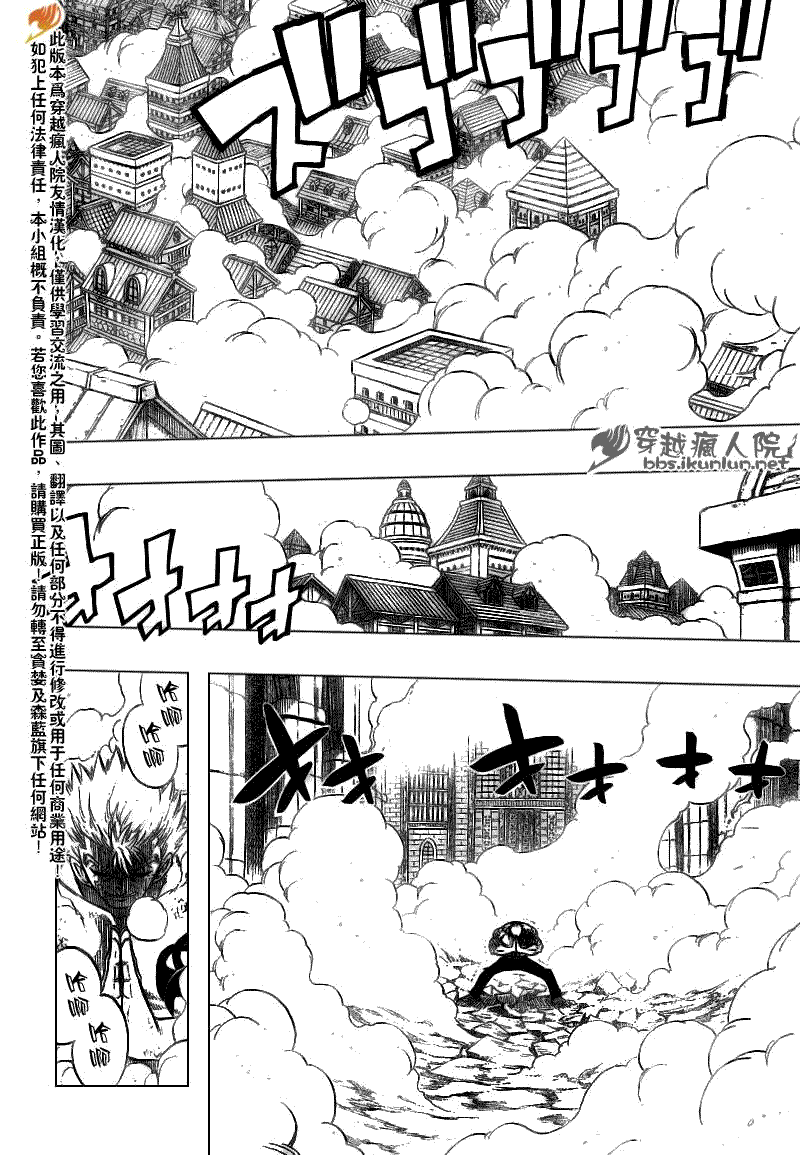 此版本爲穿越瘋人院友情漢化，僅供學習交流之用，其圖、翻譯以及任何部分不得進行修改或用于任何商業用途！
如犯上任何法律責任，本小組概不負責。若您喜歡此作品，請購買正版！請勿轉至貪婪及森藍旗下任何網站！
ズゴゴゴゴ
穿越瘋人院
bbs.ikunlun.net
オオオオ
オオオオオ
哈啊
哈啊
哈啊
哈啊